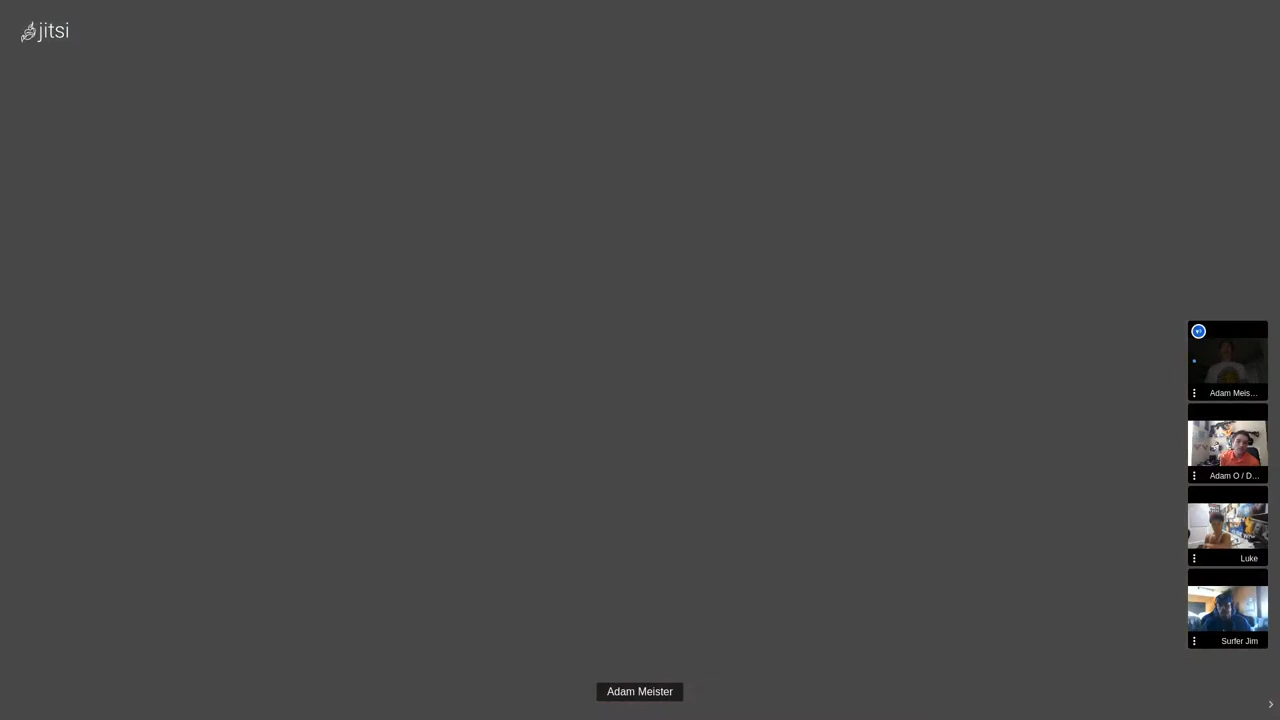 jitsi
Adam Meis...
Adam O / D...
Luke
Surfer Jim
Adam Meister